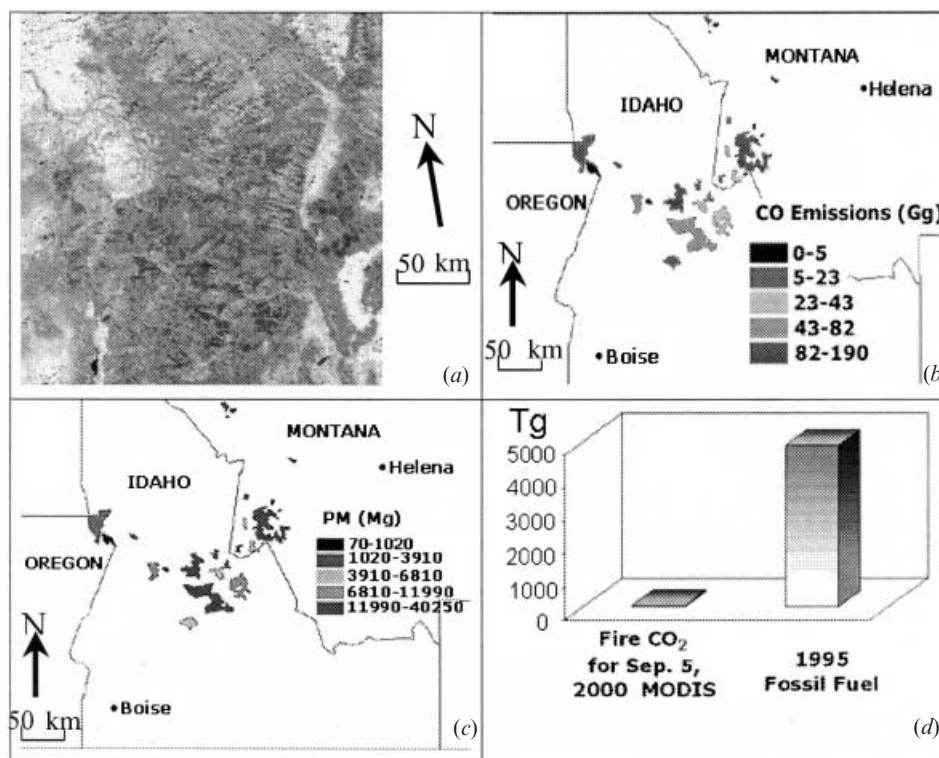 N
50 km
(a)
MONTANA
Helena
IDAHO
OREGON
CO Emissions (Gg)
0-5
5-23
23-43
43-82
82-190
N
50 km
Boise
(b)
MONTANA
Helena
IDAHO
PM (Mg)
70-1020
1020-3910
3910-6810
6810-11990
11990-40250
OREGON
N
50 km
Boise
(c)
Tg
5000
4000
3000
2000
1000
0
Fire CO₂
for Sep. 5,
2000 MODIS
1995
Fossil Fuel
(d)